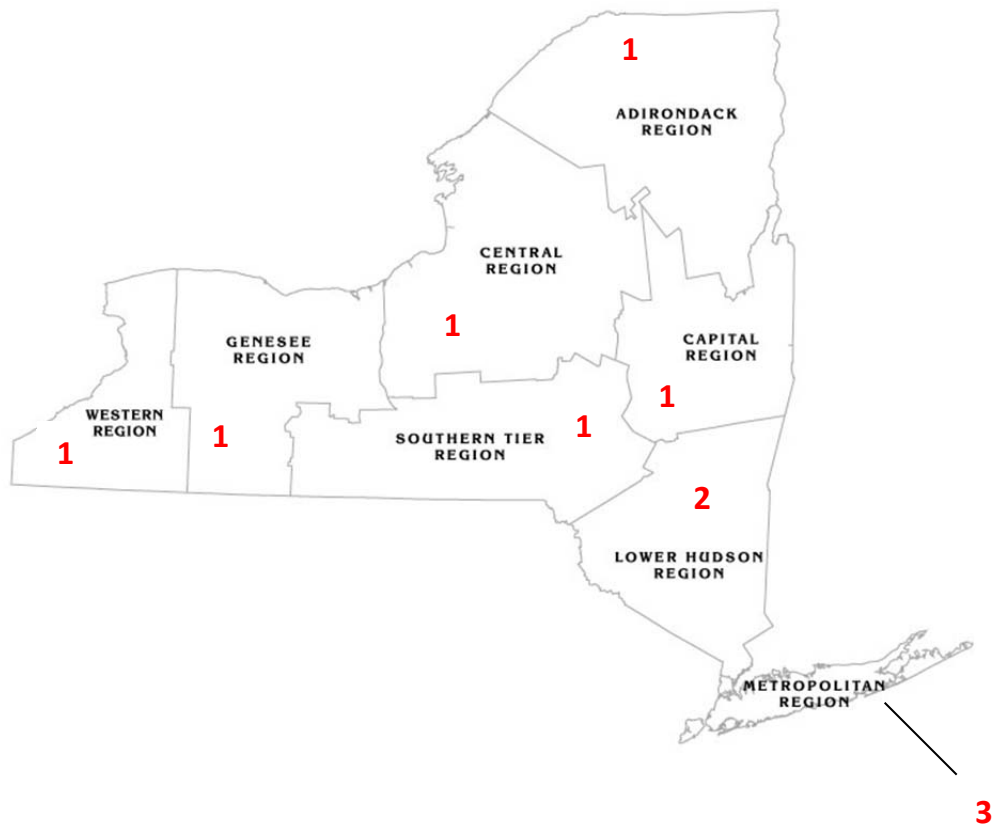 1
ADIRONDACK
REGION
CENTRAL
REGION
1
GENESEE
REGION
CAPITAL
REGION
1
WESTERN
REGION
1
1
SOUTHERN TIER
REGION
1
2
LOWER HUDSON
REGION
METROPOLITAN
REGION
3